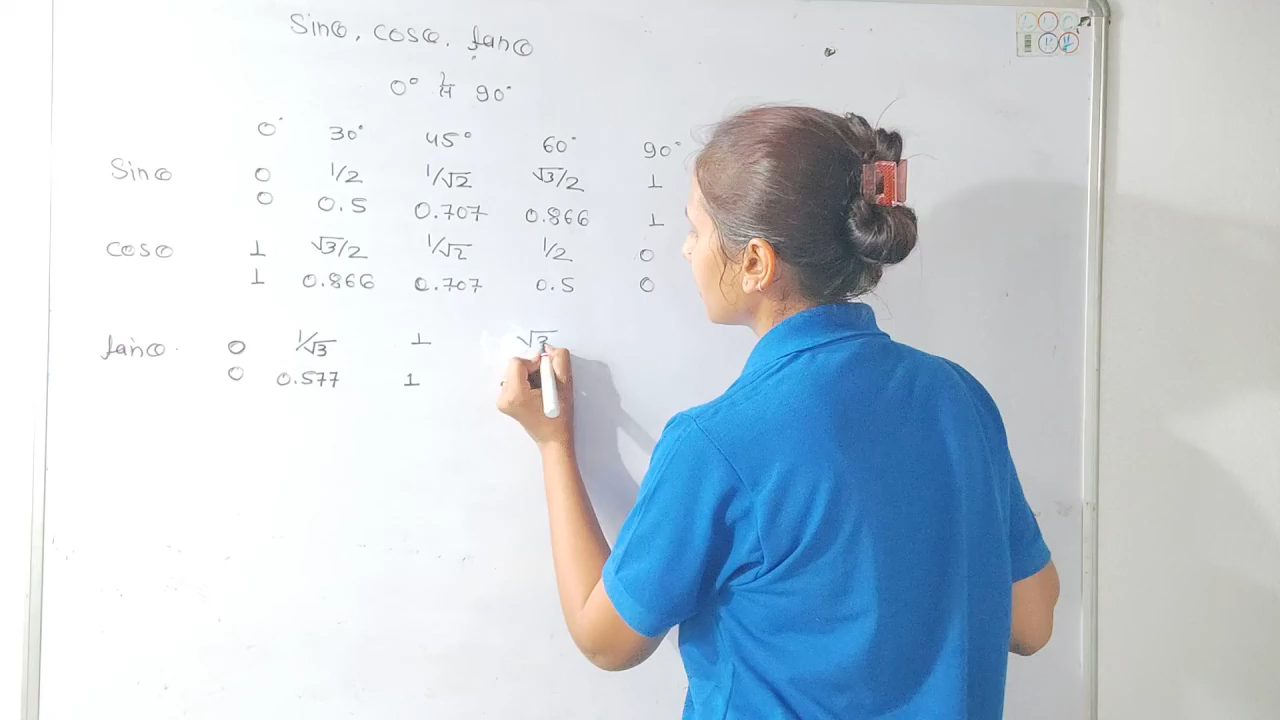 Sinθ, cosθ. tanθ
0° से 90°
0° 30° 45° 60° 90°
Sinθ 0 1/2 1/√2 √3/2 1
0 0.5 0.707 0.866 1
cosθ 1 √3/2 1/√2 1/2 0
1 0.866 0.707 0.5 0
tanθ. 0 1/√3 1 √3
0 0.577 1